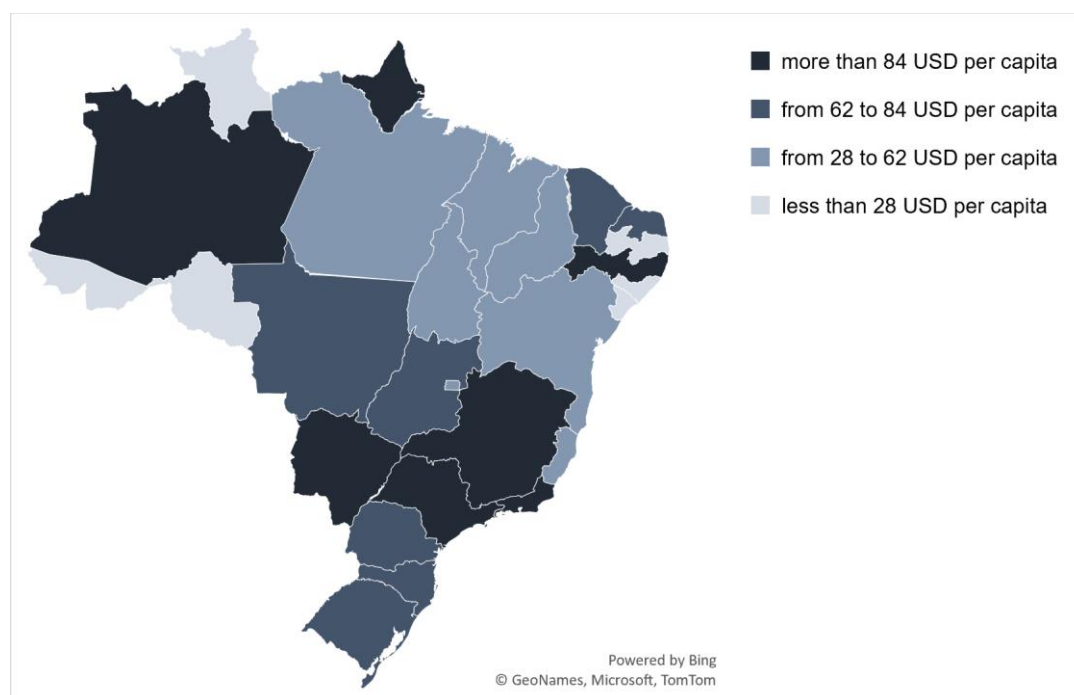 more than 84 USD per capita
from 62 to 84 USD per capita
from 28 to 62 USD per capita
less than 28 USD per capita
Powered by Bing
© GeoNames, Microsoft, TomTom